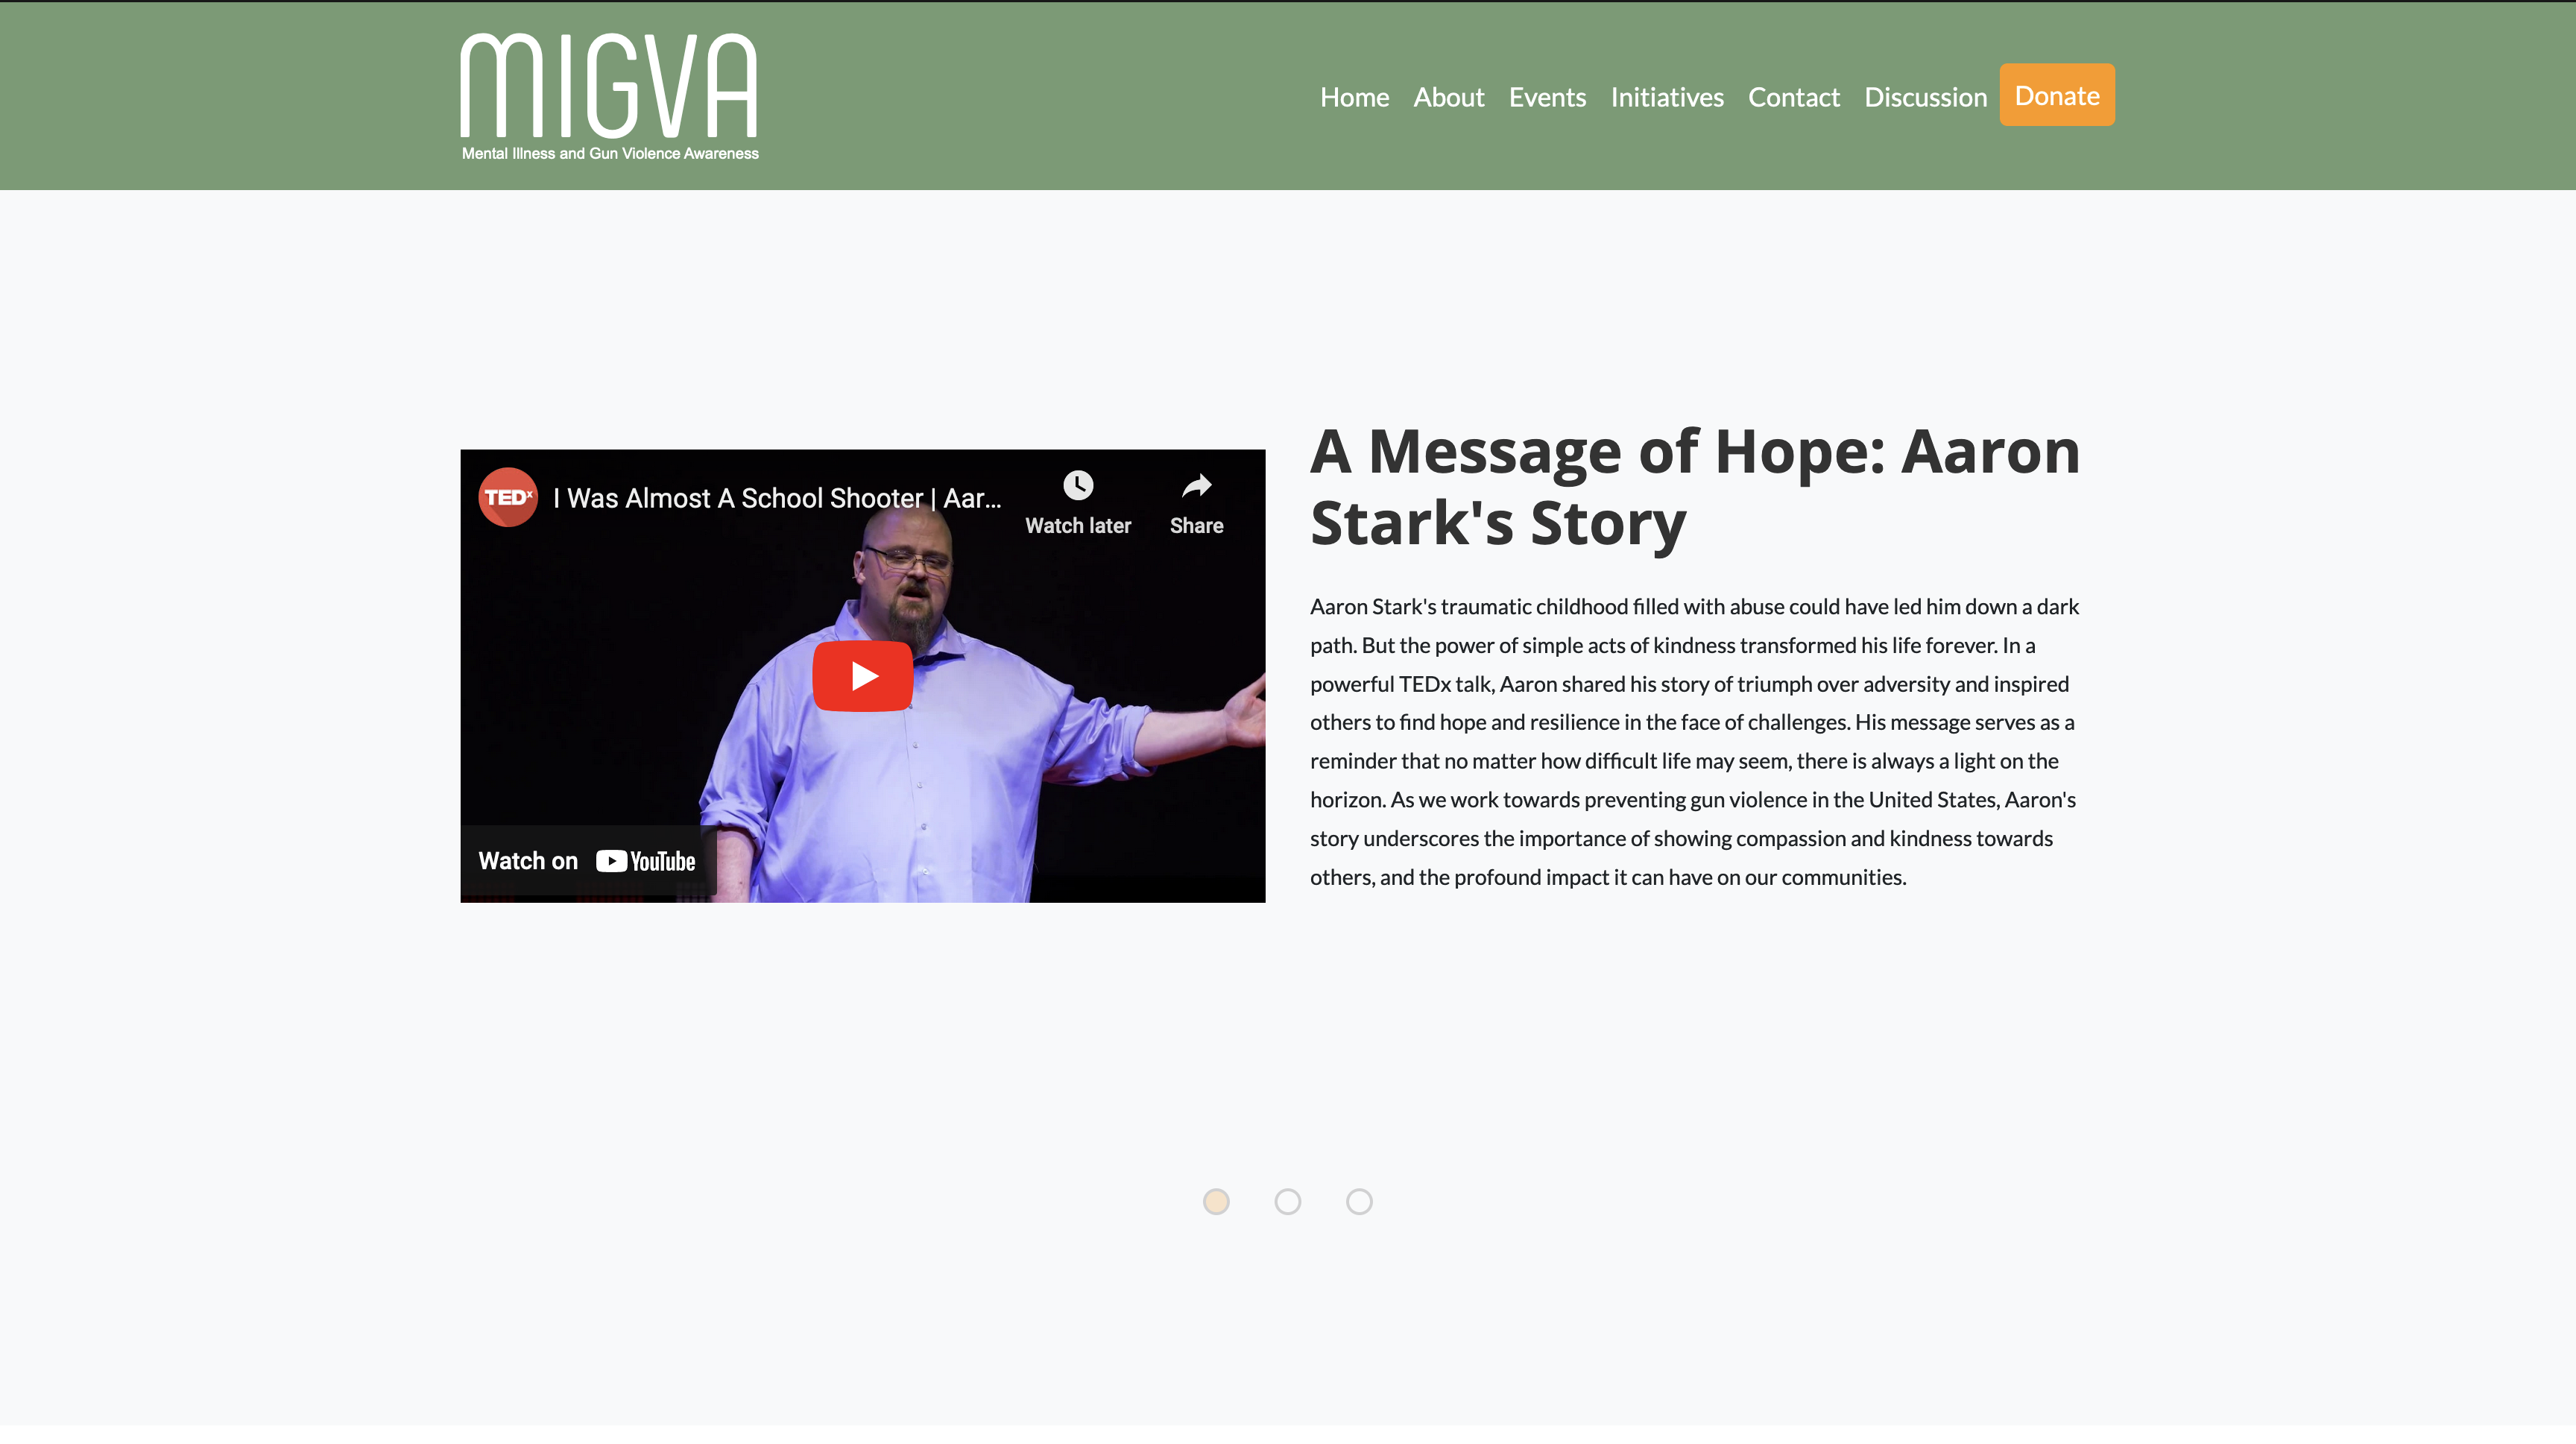 MIGVA
Mental Illness and Gun Violence Awareness
Home About Events Initiatives Contact Discussion Donate
TEDx I Was Almost A School Shooter | Aar...
Watch later Share
Watch on YouTube
A Message of Hope: Aaron
Stark's Story
Aaron Stark's traumatic childhood filled with abuse could have led him down a dark
path. But the power of simple acts of kindness transformed his life forever. In a
powerful TEDx talk, Aaron shared his story of triumph over adversity and inspired
others to find hope and resilience in the face of challenges. His message serves as a
reminder that no matter how difficult life may seem, there is always a light on the
horizon. As we work towards preventing gun violence in the United States, Aaron's
story underscores the importance of showing compassion and kindness towards
others, and the profound impact it can have on our communities.